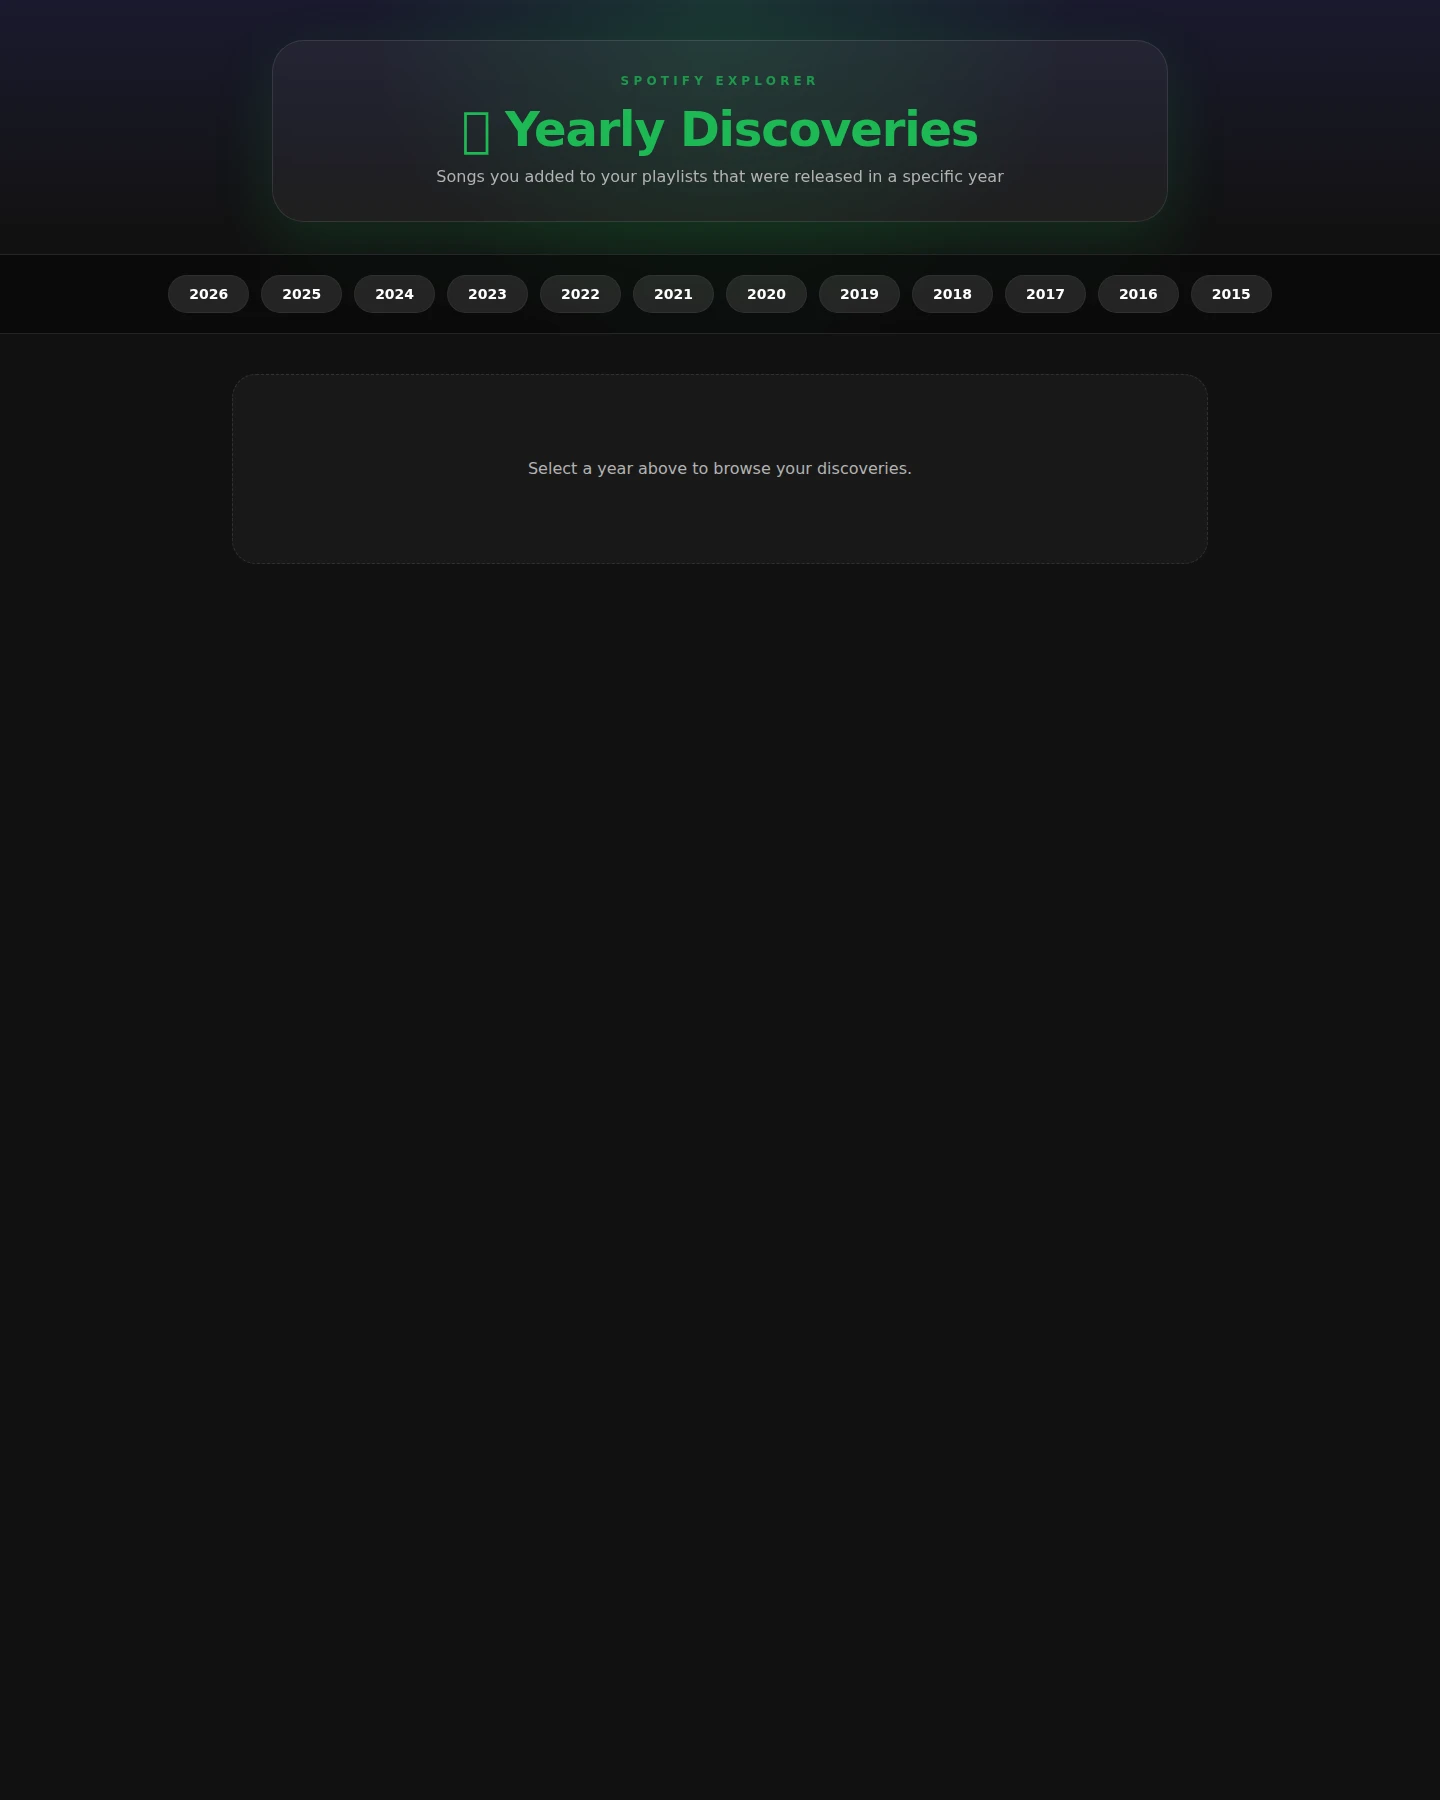 SPOTIFY EXPLORER
Yearly Discoveries
Songs you added to your playlists that were released in a specific year
2026 2025 2024 2023 2022 2021 2020 2019 2018 2017 2016 2015
Select a year above to browse your discoveries.